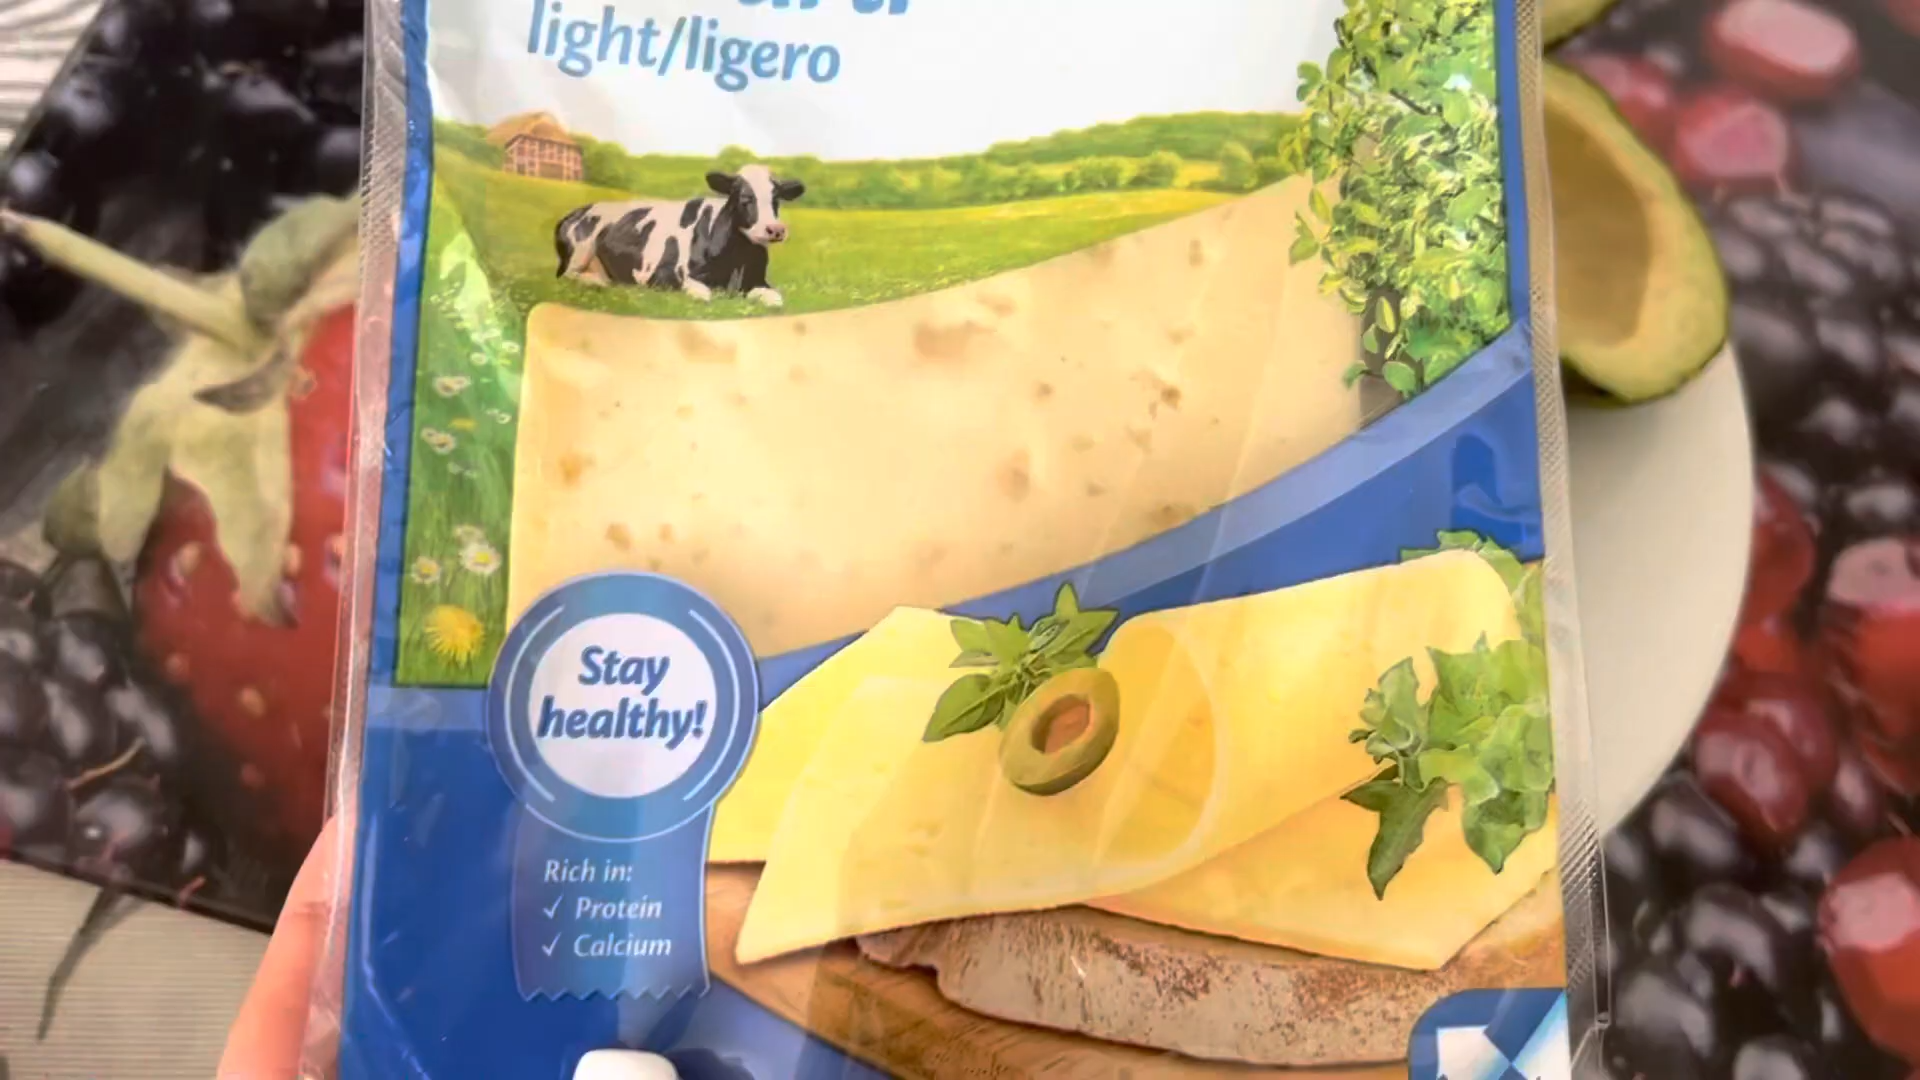 light/ligero
Stay
healthy!
Rich in:
✓ Protein
✓ Calcium